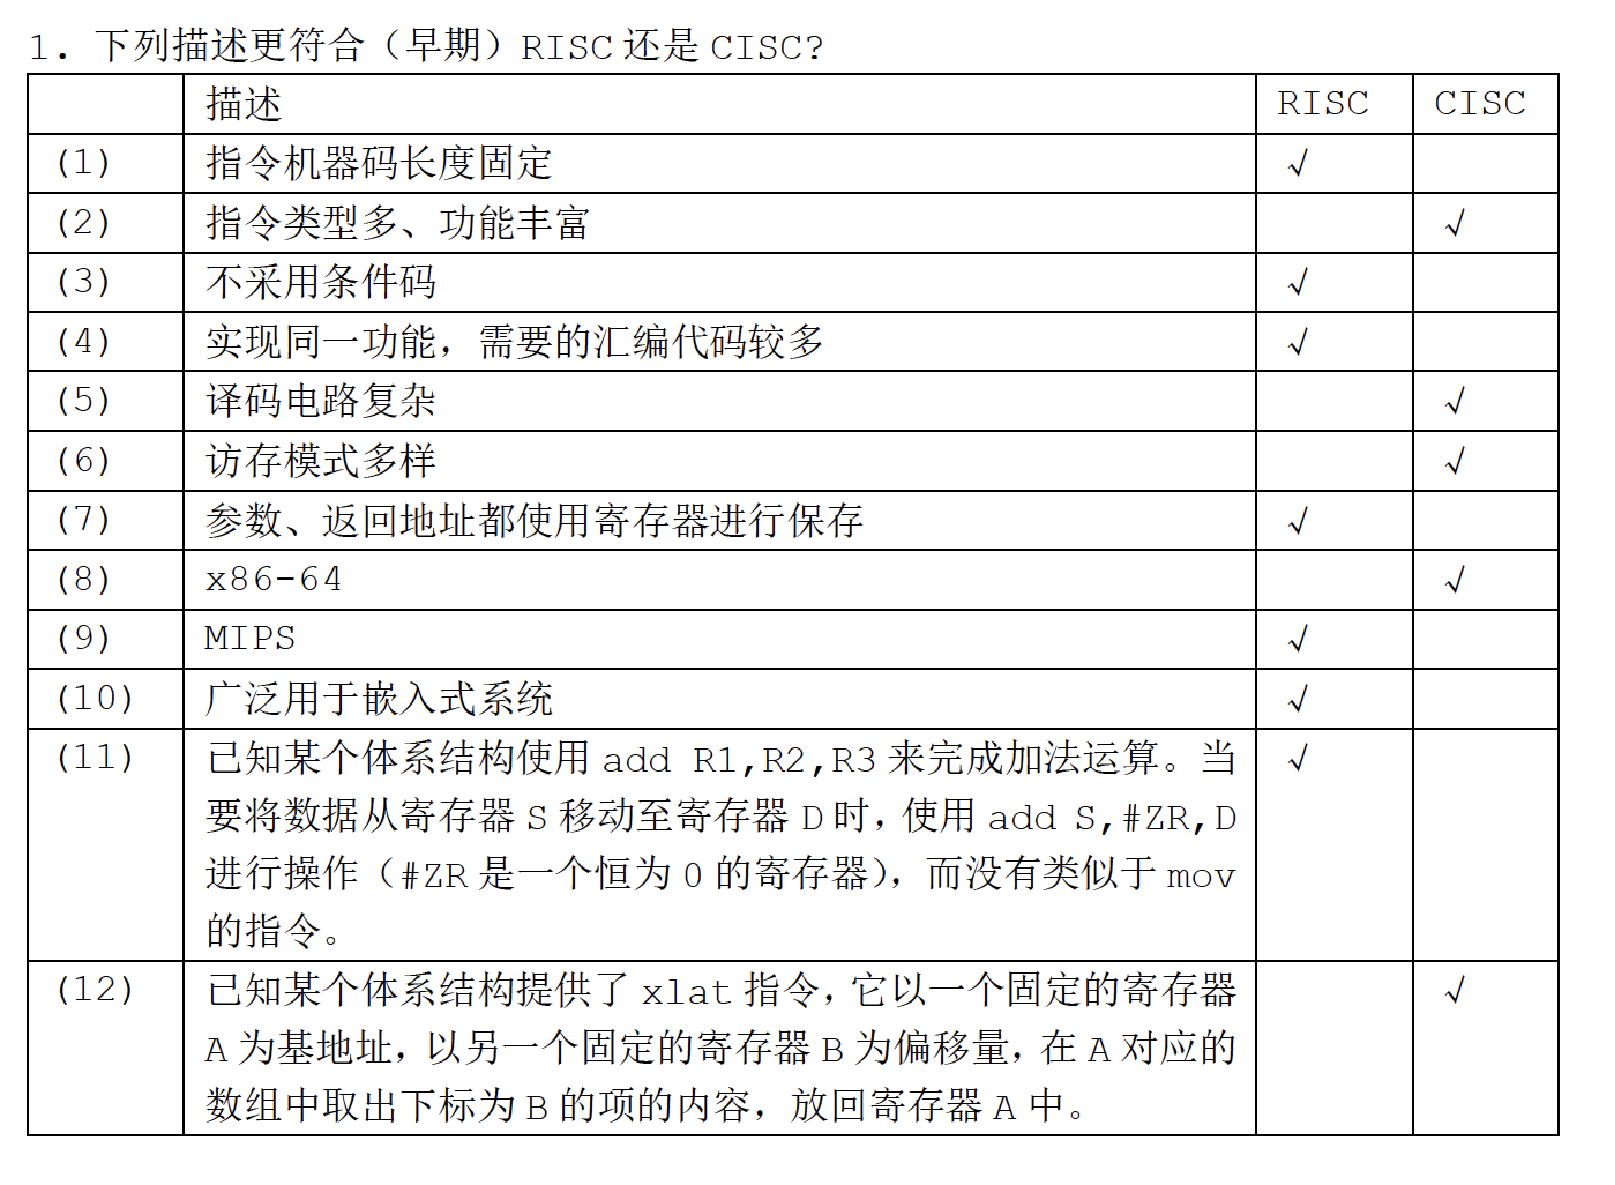 1. 下列描述更符合（早期）RISC 还是 CISC?
描述 RISC CISC
(1) 指令机器码长度固定 √
(2) 指令类型多、功能丰富 √
(3) 不采用条件码 √
(4) 实现同一功能，需要的汇编代码较多 √
(5) 译码电路复杂 √
(6) 访存模式多样 √
(7) 参数、返回地址都使用寄存器进行保存 √
(8) x86-64 √
(9) MIPS √
(10) 广泛用于嵌入式系统 √
(11) 已知某个体系结构使用 add R1,R2,R3 来完成加法运算。当 √
要将数据从寄存器 S 移动至寄存器 D 时，使用 add S,#ZR,D
进行操作（#ZR 是一个恒为 0 的寄存器），而没有类似于 mov
的指令。
(12) 已知某个体系结构提供了 xlat 指令，它以一个固定的寄存器 √
A 为基地址，以另一个固定的寄存器 B 为偏移量，在 A 对应的
数组中取出下标为 B 的项的内容，放回寄存器 A 中。